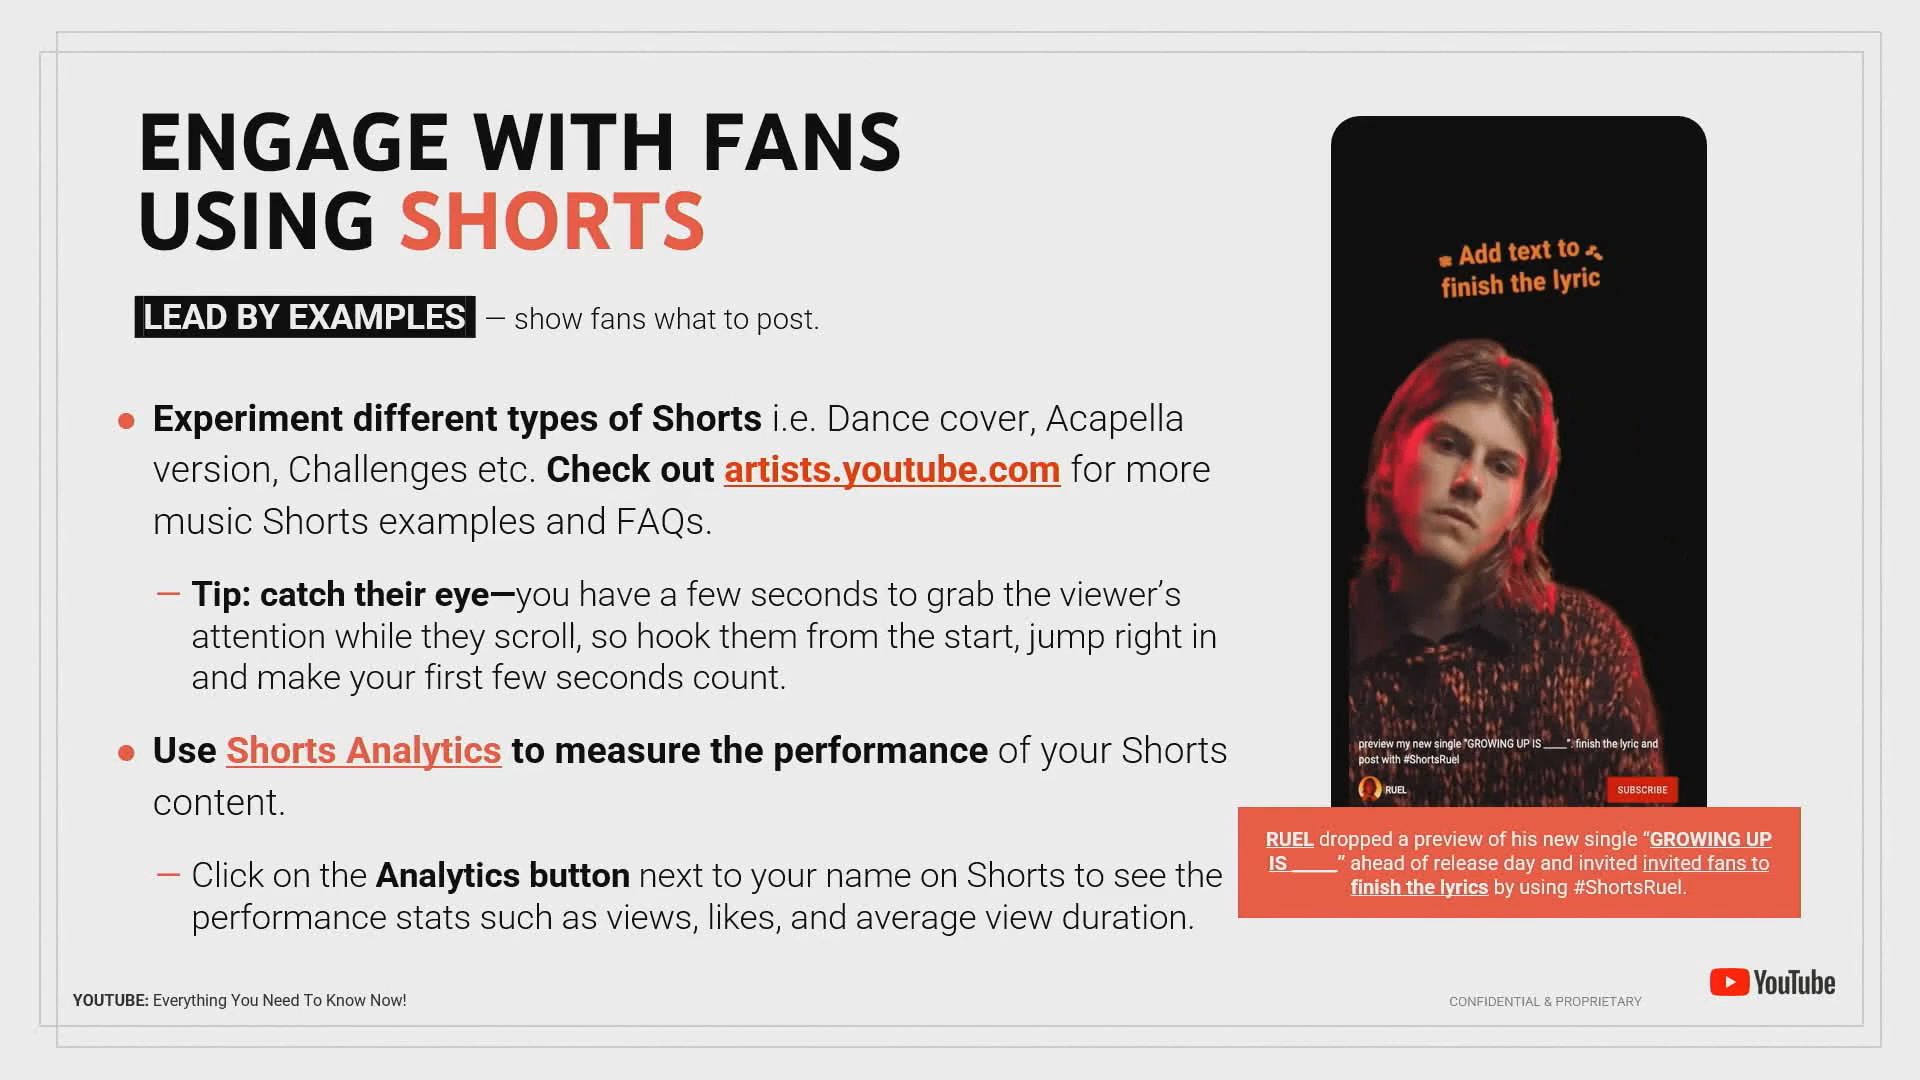 ENGAGE WITH FANS
USING SHORTS
LEAD BY EXAMPLES — show fans what to post.
● Experiment different types of Shorts i.e. Dance cover, Acapella
version, Challenges etc. Check out artists.youtube.com for more
music Shorts examples and FAQs.
— Tip: catch their eye—you have a few seconds to grab the viewer’s
attention while they scroll, so hook them from the start, jump right in
and make your first few seconds count.
● Use Shorts Analytics to measure the performance of your Shorts
content.
— Click on the Analytics button next to your name on Shorts to see the
performance stats such as views, likes, and average view duration.
Add text to
finish the lyric
preview my new single "GROWING UP IS ____". finish the lyric and
post with #ShortsRuel
RUEL
SUBSCRIBE
RUEL dropped a preview of his new single “GROWING UP
IS ____” ahead of release day and invited invited fans to
finish the lyrics by using #ShortsRuel.
YOUTUBE: Everything You Need To Know Now!
CONFIDENTIAL & PROPRIETARY
YouTube